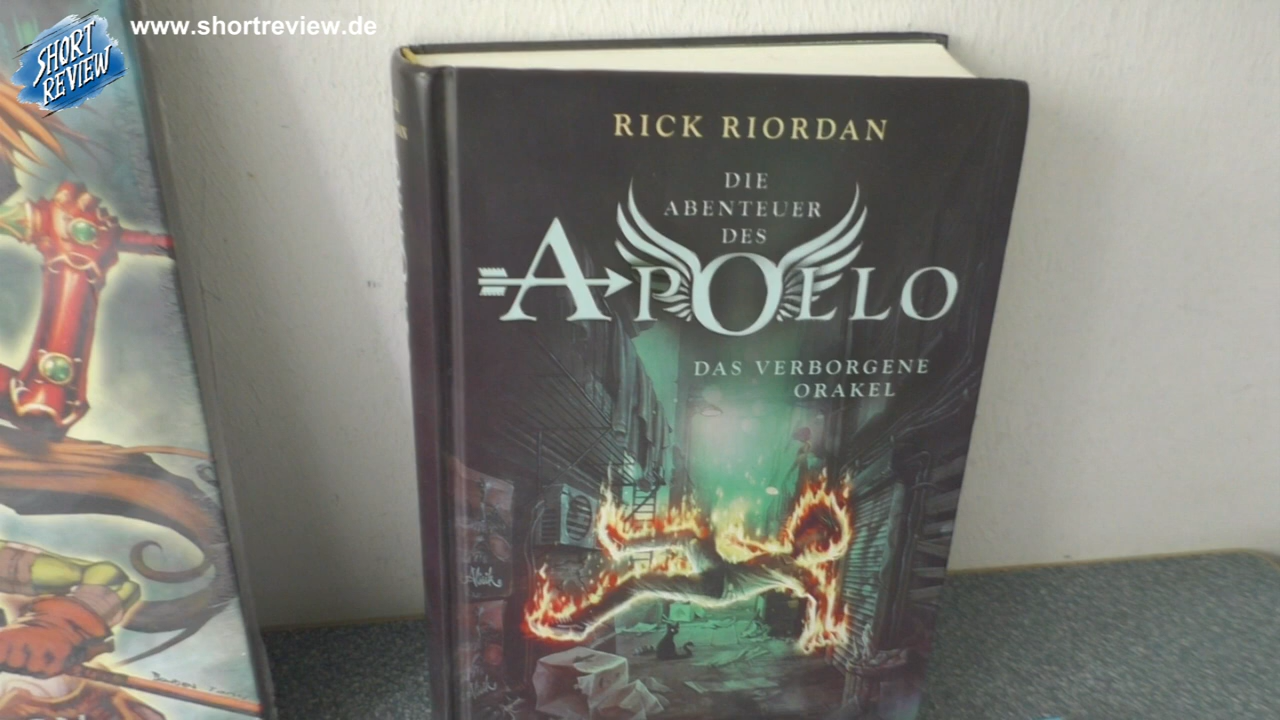 SHORT
REVIEW
www.shortreview.de
RICK RIORDAN
DIE
ABENTEUER
DES
APOLLO
DAS VERBORGENE
ORAKEL